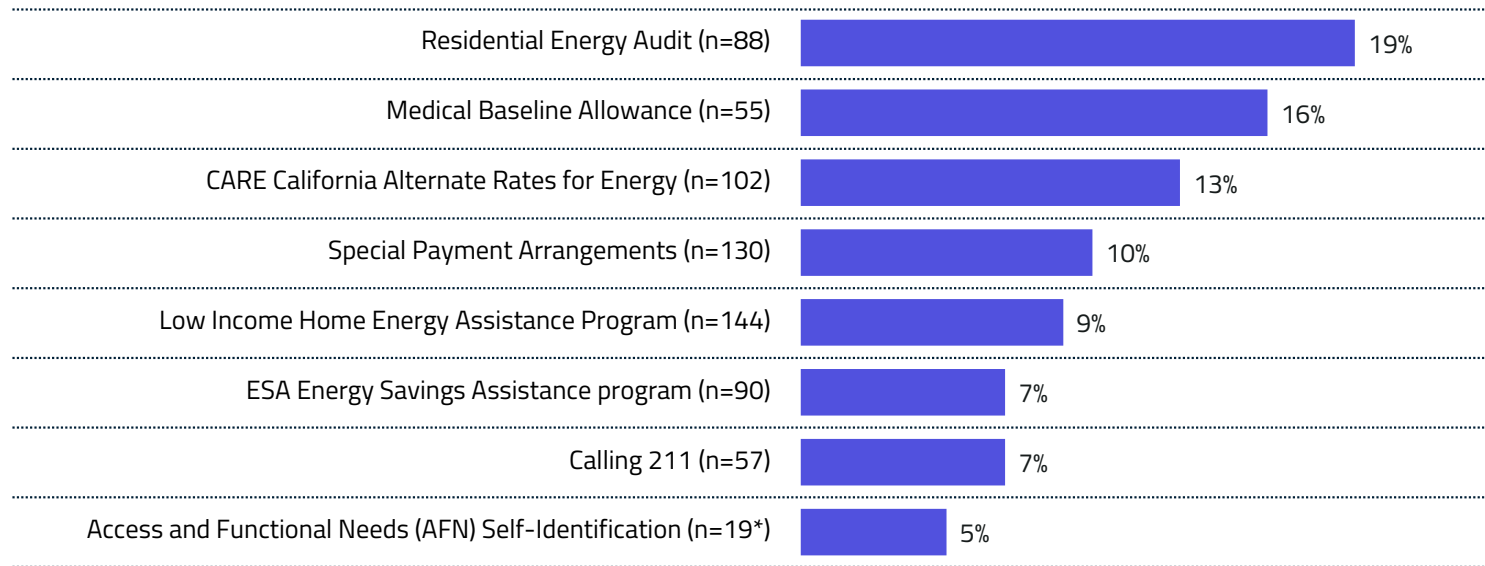 Residential Energy Audit (n=88) 19%
Medical Baseline Allowance (n=55) 16%
CARE California Alternate Rates for Energy (n=102) 13%
Special Payment Arrangements (n=130) 10%
Low Income Home Energy Assistance Program (n=144) 9%
ESA Energy Savings Assistance program (n=90) 7%
Calling 211 (n=57) 7%
Access and Functional Needs (AFN) Self-Identification (n=19*) 5%